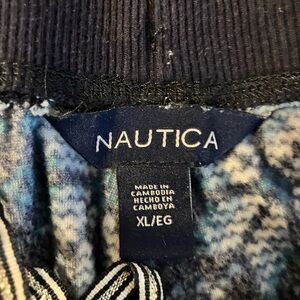 NAUTICA
MADE IN
CAMBODIA
HECHO EN
CAMBOYA
XL/EG